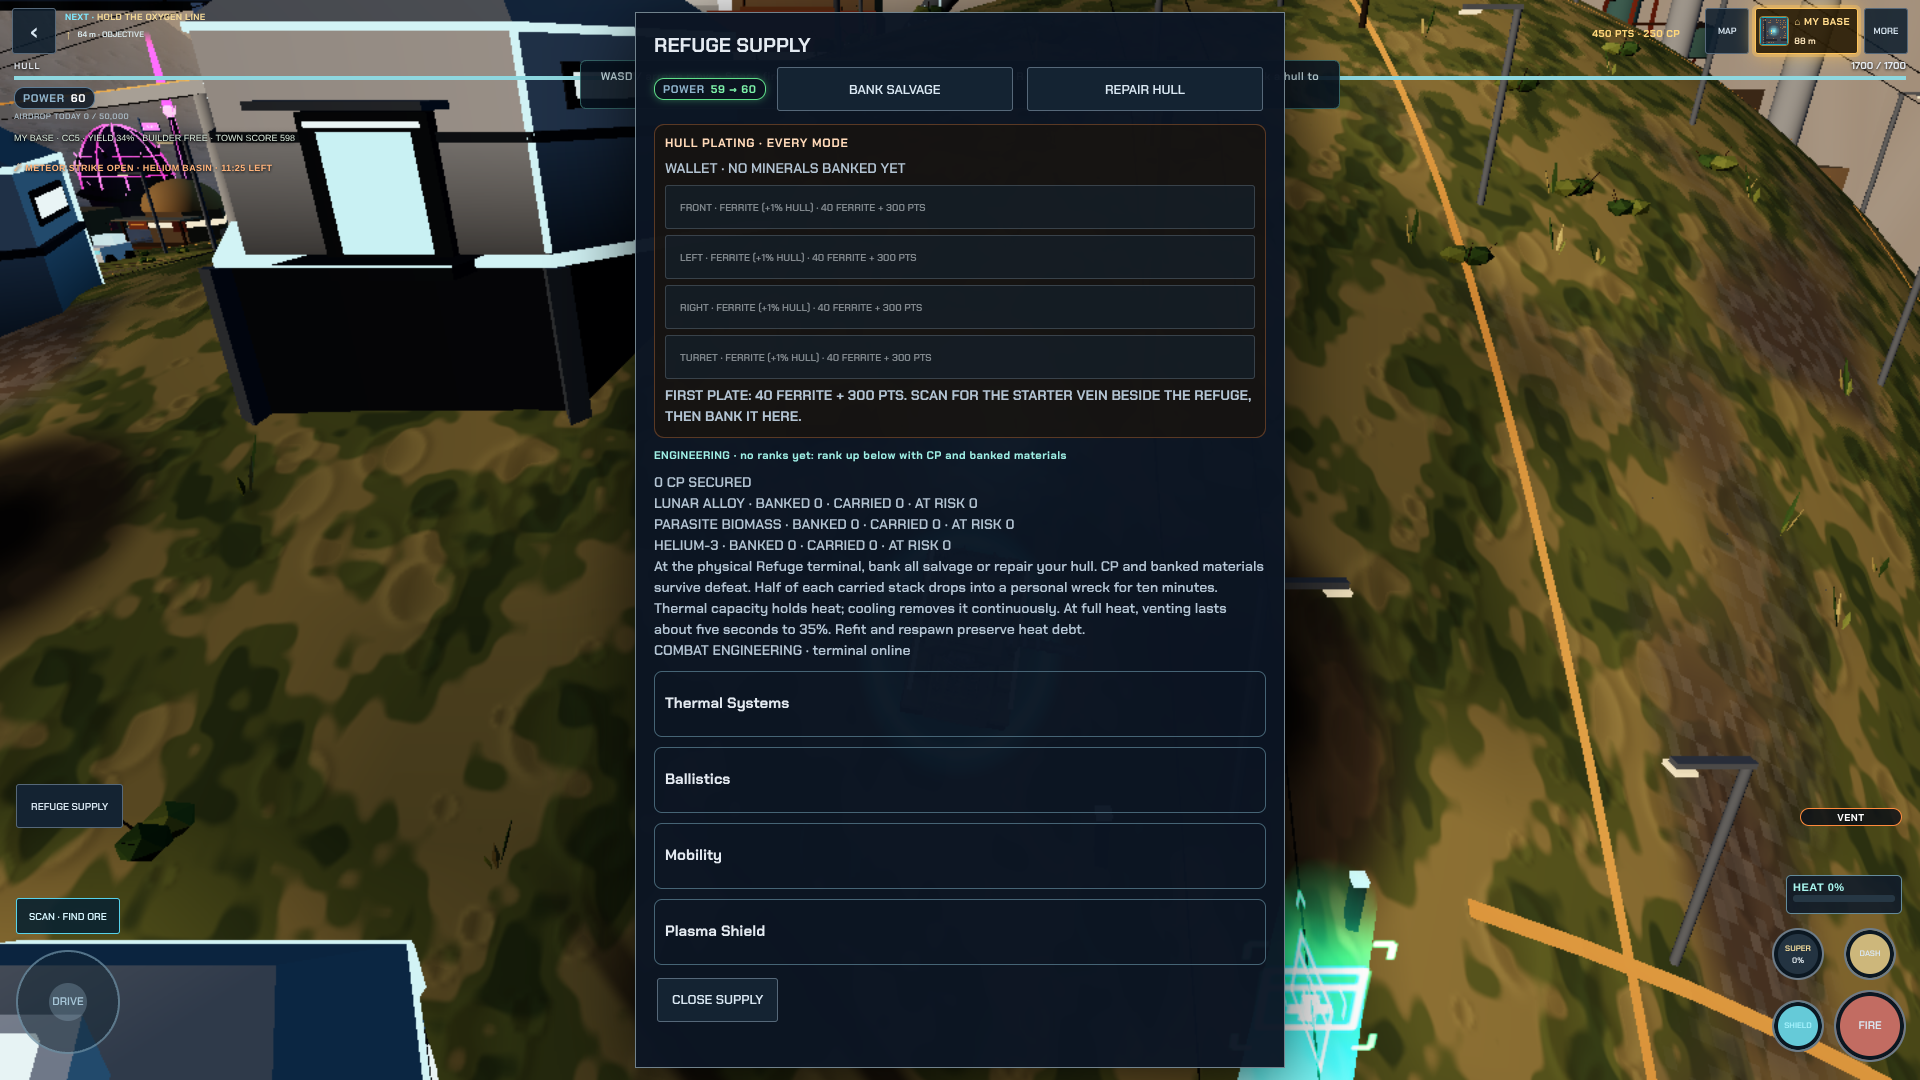 NEXT · HOLD THE OXYGEN LINE
64 m · OBJECTIVE
HULL
POWER 60
AIRDROP TODAY 0 / 50,000
MY BASE · CC5 · YIELD 34% · BUILDER FREE · TOWN SCORE 598
METEOR STRIKE OPEN · HELIUM BASIN · 11:25 LEFT
WASD
hull to
450 PTS · 250 CP
MAP
⌂ MY BASE
88 m
MORE
1700 / 1700
REFUGE SUPPLY
POWER 59 → 60
BANK SALVAGE
REPAIR HULL
HULL PLATING · EVERY MODE
WALLET · NO MINERALS BANKED YET
FRONT · FERRITE (+1% HULL) · 40 FERRITE + 300 PTS
LEFT · FERRITE (+1% HULL) · 40 FERRITE + 300 PTS
RIGHT · FERRITE (+1% HULL) · 40 FERRITE + 300 PTS
TURRET · FERRITE (+1% HULL) · 40 FERRITE + 300 PTS
FIRST PLATE: 40 FERRITE + 300 PTS. SCAN FOR THE STARTER VEIN BESIDE THE REFUGE,
THEN BANK IT HERE.
ENGINEERING · no ranks yet: rank up below with CP and banked materials
0 CP SECURED
LUNAR ALLOY · BANKED 0 · CARRIED 0 · AT RISK 0
PARASITE BIOMASS · BANKED 0 · CARRIED 0 · AT RISK 0
HELIUM-3 · BANKED 0 · CARRIED 0 · AT RISK 0
At the physical Refuge terminal, bank all salvage or repair your hull. CP and banked materials
survive defeat. Half of each carried stack drops into a personal wreck for ten minutes.
Thermal capacity holds heat; cooling removes it continuously. At full heat, venting lasts
about five seconds to 35%. Refit and respawn preserve heat debt.
COMBAT ENGINEERING · terminal online
Thermal Systems
Ballistics
Mobility
Plasma Shield
CLOSE SUPPLY
REFUGE SUPPLY
SCAN · FIND ORE
DRIVE
VENT
HEAT 0%
SUPER
0%
DASH
SHIELD
FIRE